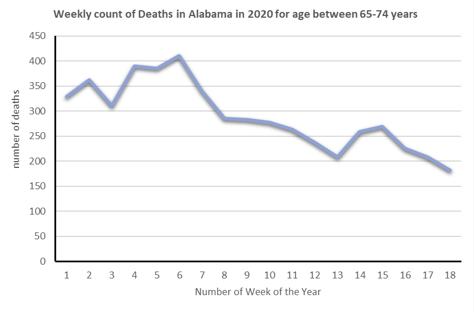 Weekly count of Deaths in Alabama in 2020 for age between 65-74 years
450
400
350
300
250
200
150
100
50
0
number of deaths
1 2 3 4 5 6 7 8 9 10 11 12 13 14 15 16 17 18
Number of Week of the Year